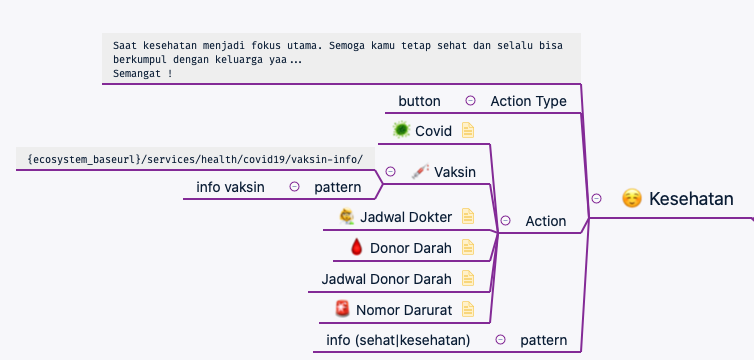 Saat kesehatan menjadi fokus utama. Semoga kamu tetap sehat dan selalu bisa
berkumpul dengan keluarga yaa...
Semangat !
button Action Type
Covid
{ecosystem_baseurl}/services/health/covid19/vaksin-info/
Vaksin
info vaksin pattern
Kesehatan
Jadwal Dokter
Action
Donor Darah
Jadwal Donor Darah
Nomor Darurat
info (sehat|kesehatan) pattern